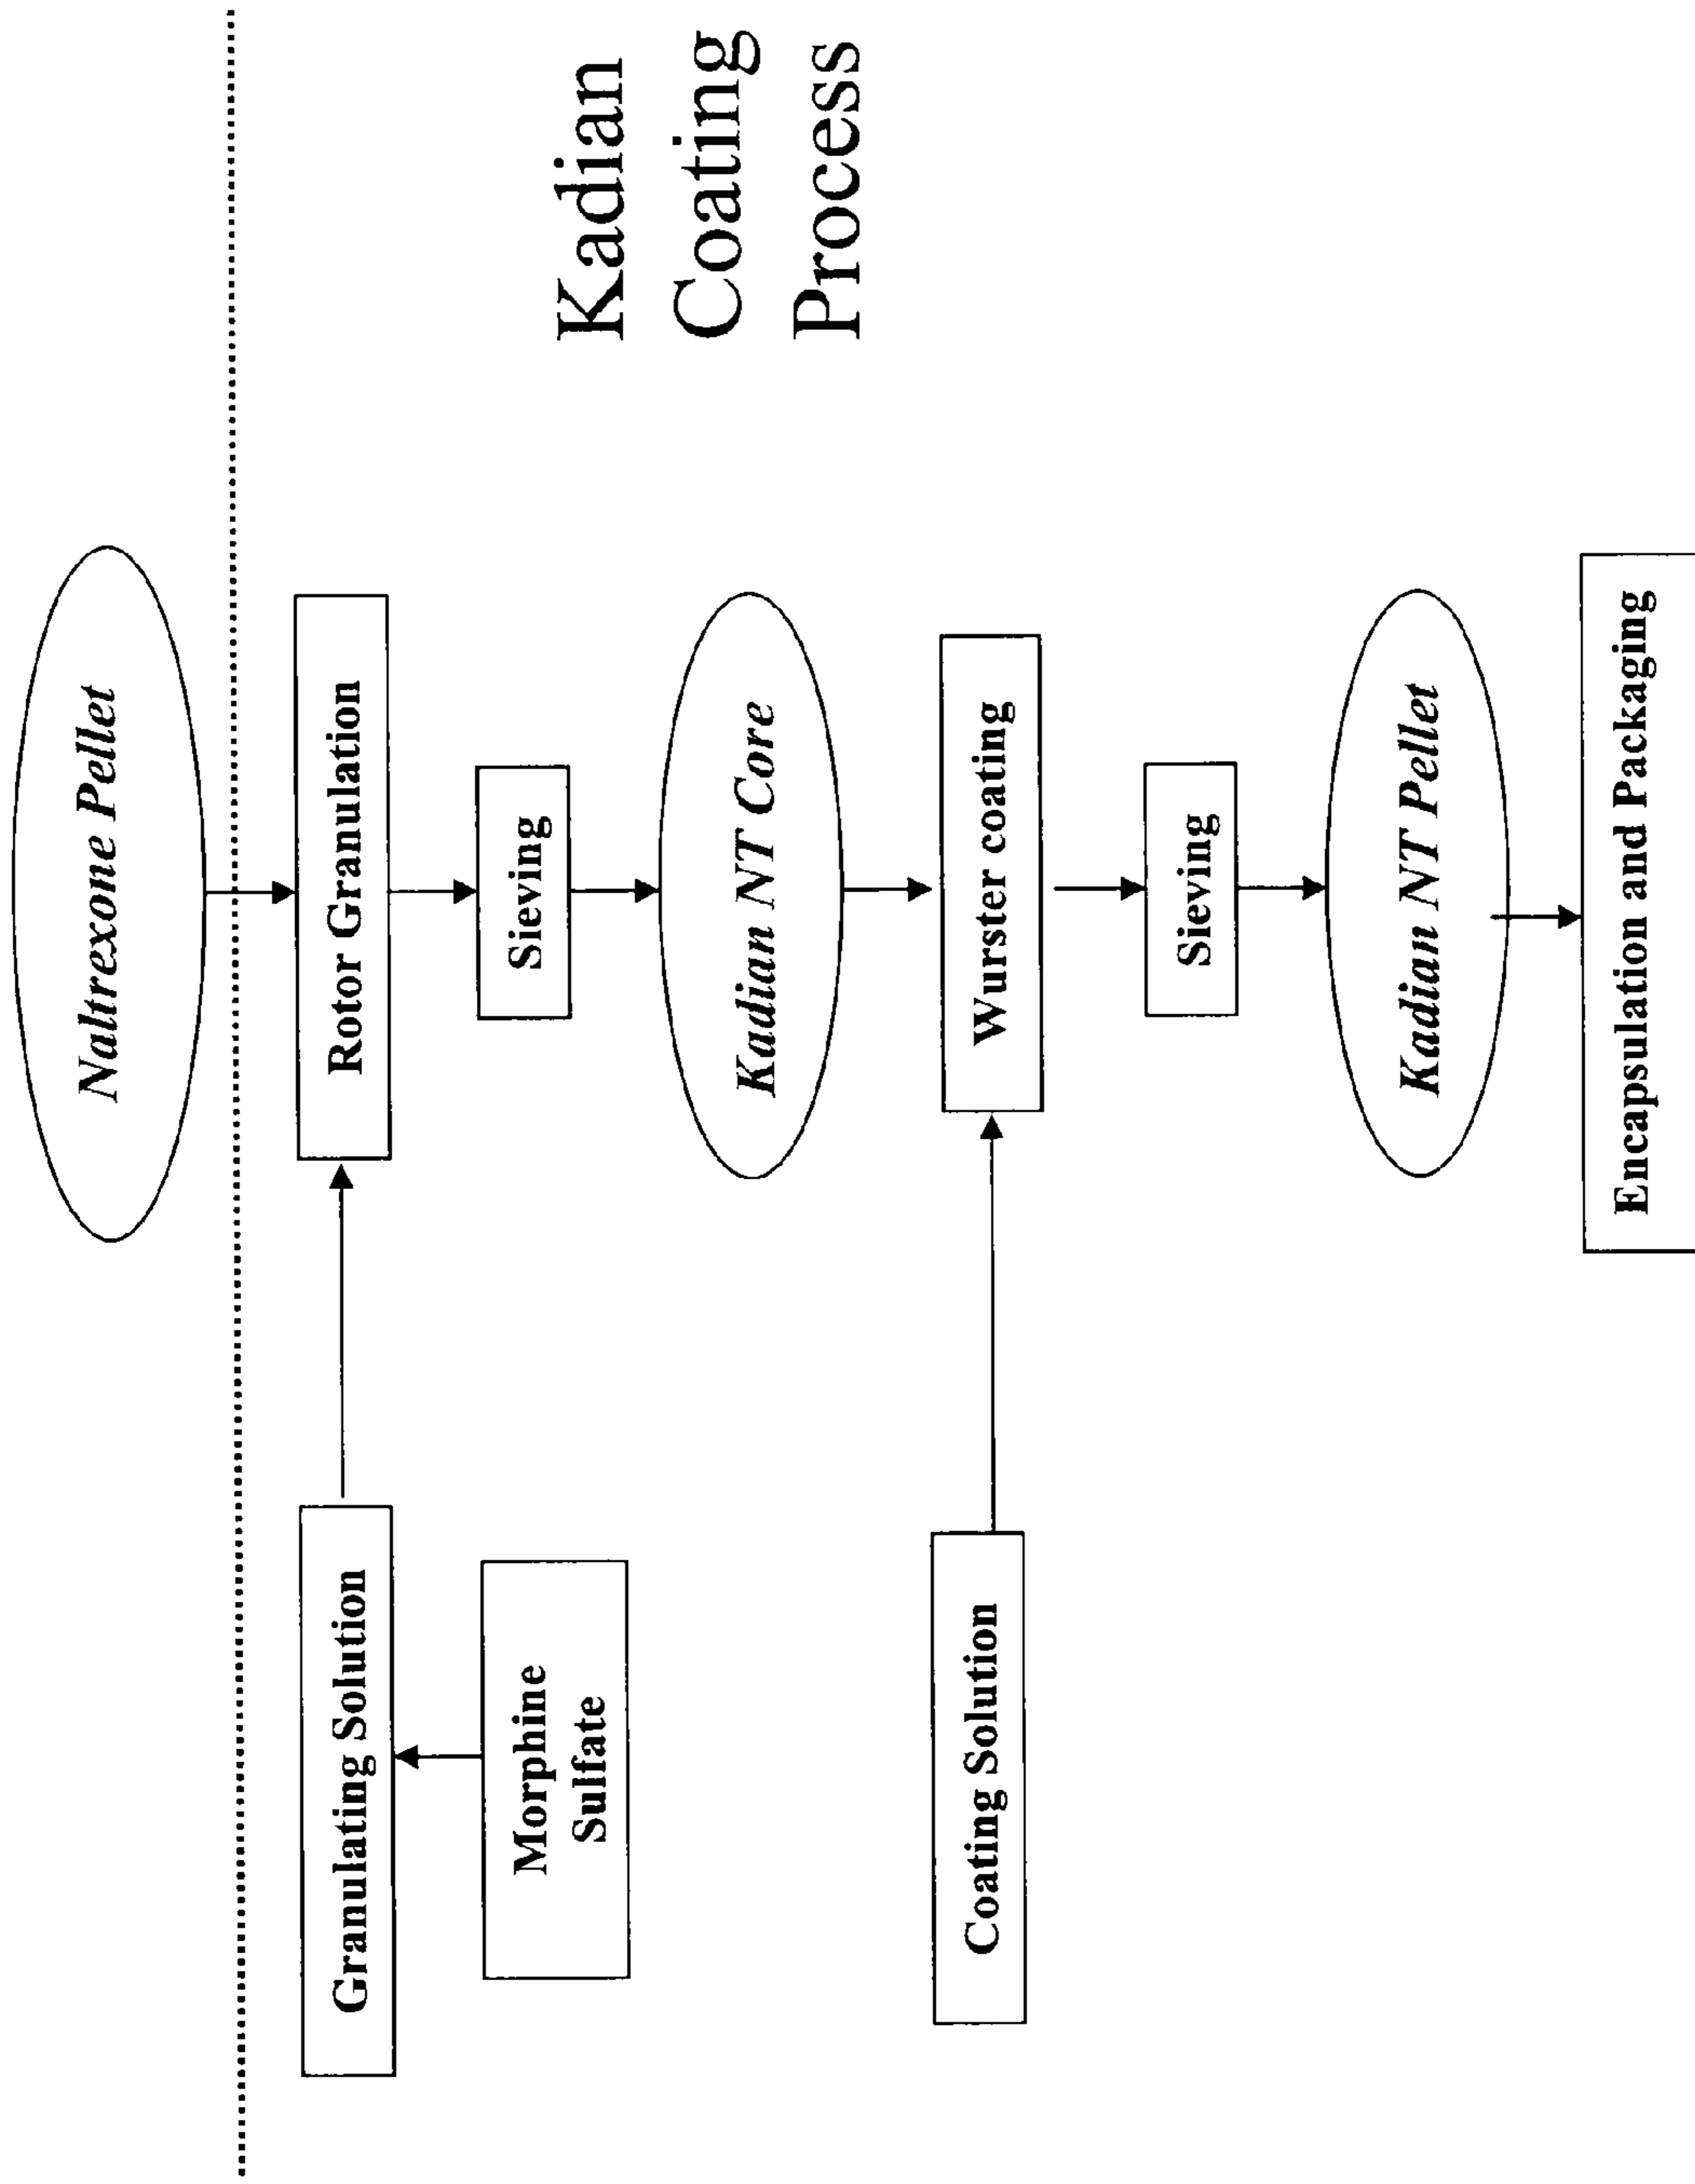 Naltrexone Pellet
Granulating Solution
Rotor Granulation
Morphine
Sulfate
Sieving
Kadian NT Core
Kadian
Coating
Process
Coating Solution
Wurster coating
Sieving
Kadian NT Pellet
Encapsulation and Packaging